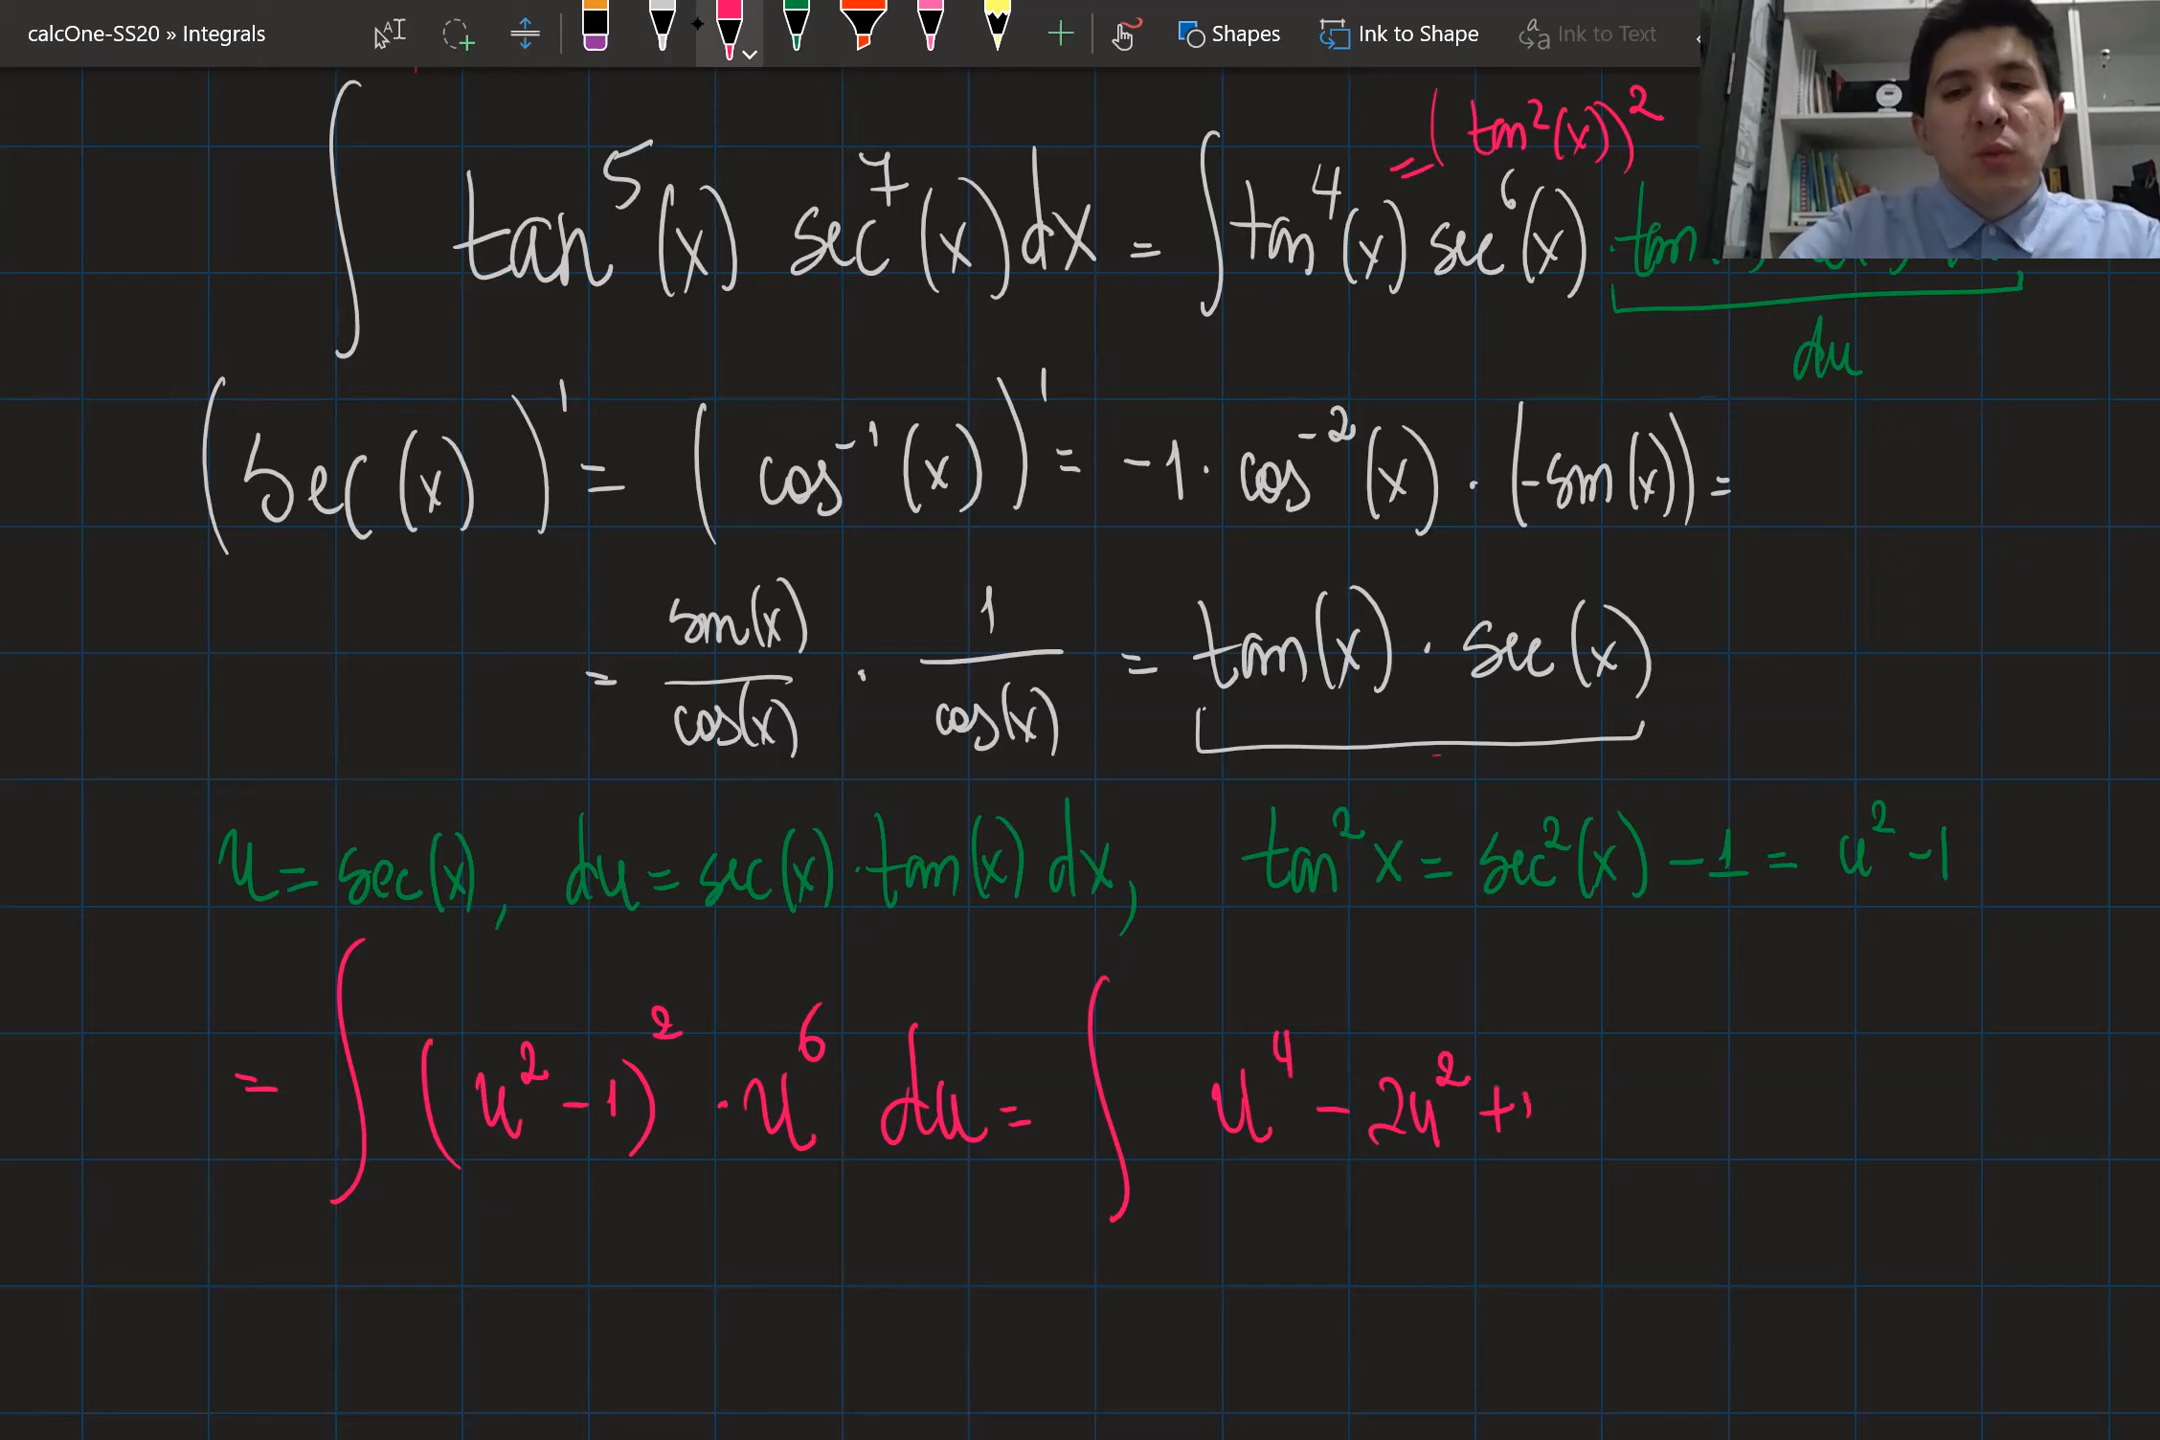 calcOne-SS20 » Integrals Shapes Ink to Shape Ink to Text
= (tan²(x))²
∫ tan⁵(x) sec⁷(x) dx = ∫ tan⁴(x) sec⁶(x) · tan
du
(sec(x))' = (cos⁻¹(x))' = -1 · cos⁻²(x) · (-sin(x)) =
= sin(x)/cos(x) · 1/cos(x) = tan(x) · sec(x)
u = sec(x), du = sec(x) · tan(x) dx, tan²x = sec²(x) - 1 = u² - 1
= ∫ (u² - 1)² · u⁶ du = ∫ u⁴ - 2u² +